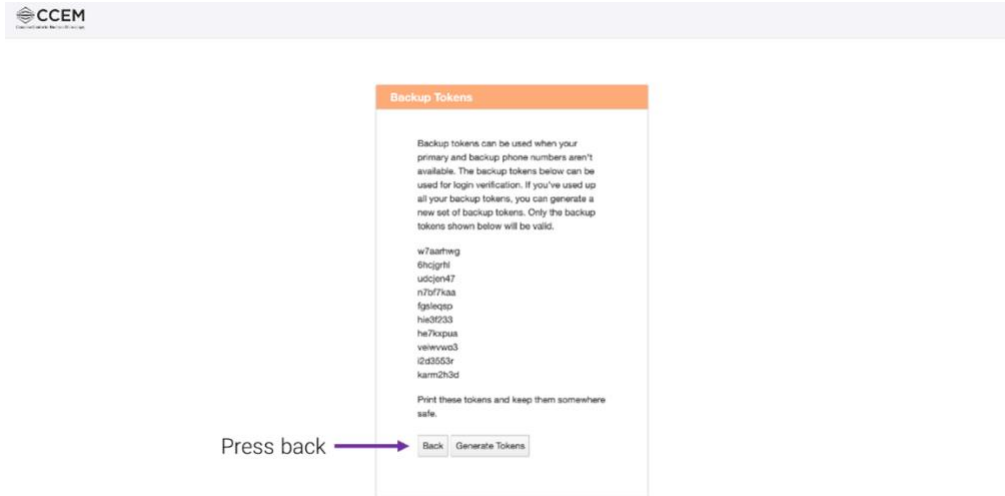 CCEM
Backup Tokens
Backup tokens can be used when your
primary and backup phone numbers aren't
available. The backup tokens below can be
used for login verification. If you've used up
all your backup tokens, you can generate a
new set of backup tokens. Only the backup
tokens shown below will be valid.
w7aarhwg
6hcjgrhl
udcjen47
n7bf7kaa
fgsleqsp
hie3f233
he7kxpua
veiwvwo3
i2d3553r
karm2h3d
Print these tokens and keep them somewhere
safe.
Press back
Back
Generate Tokens